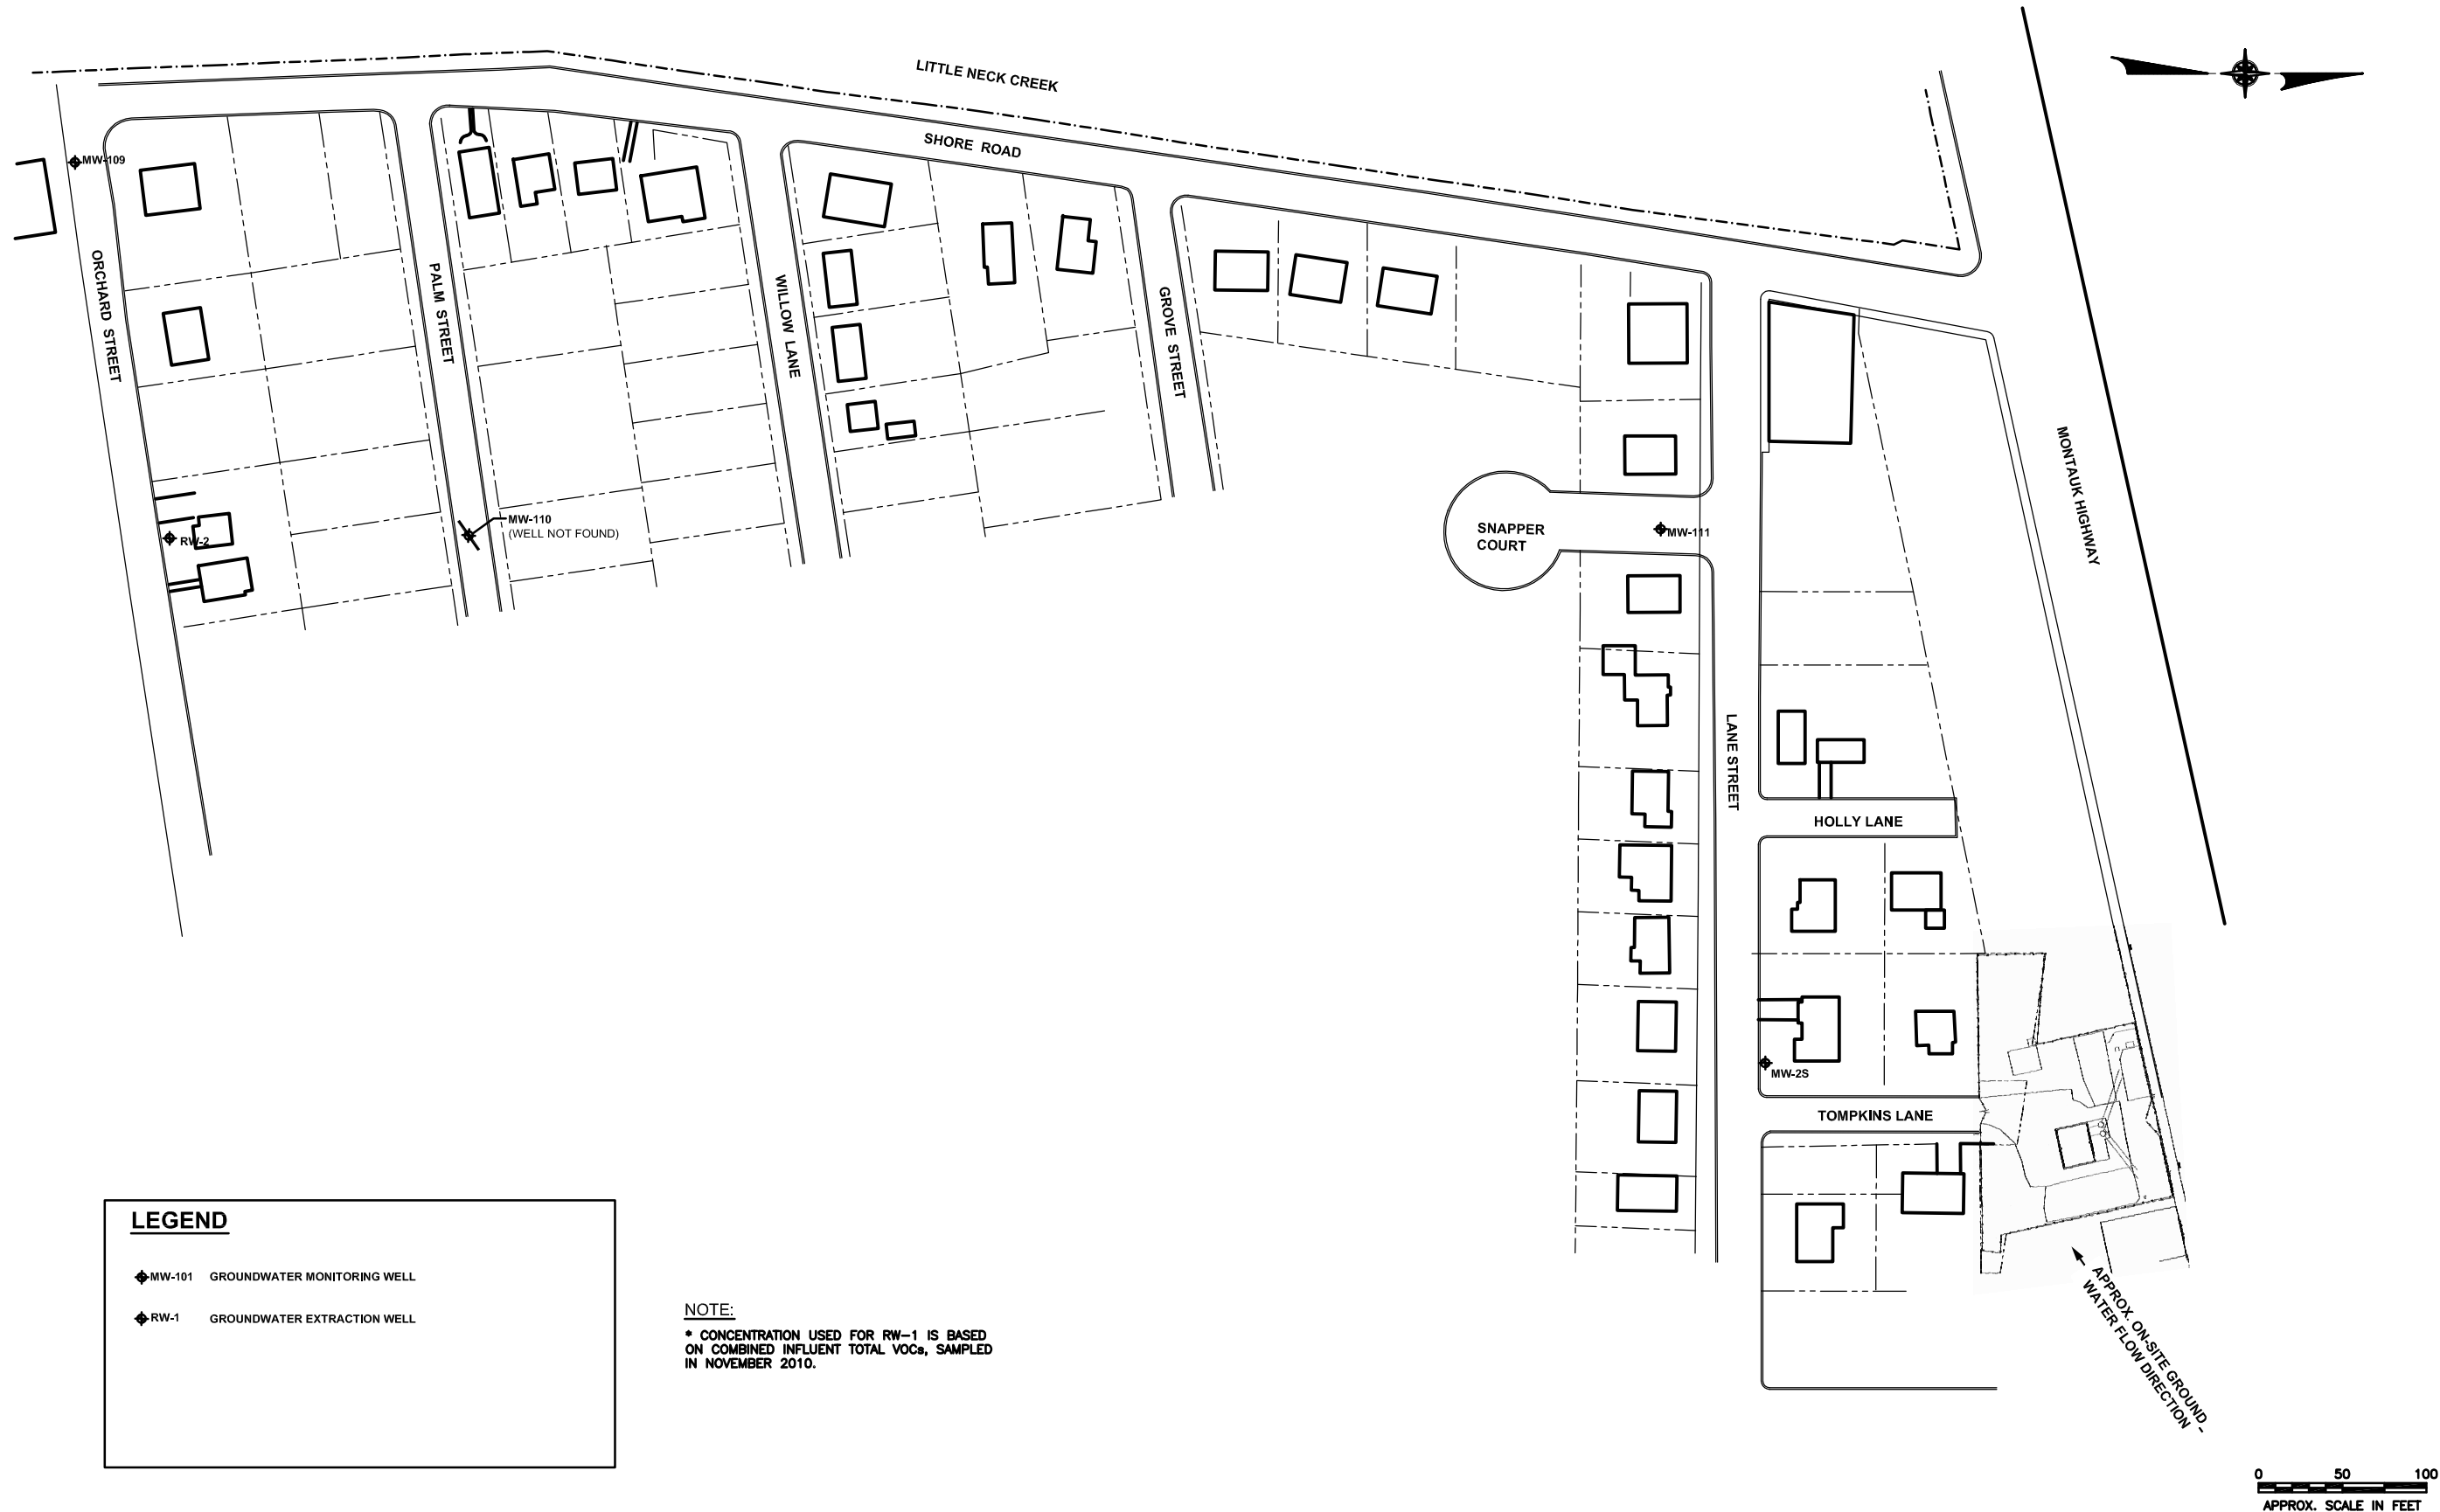 LITTLE NECK CREEK
SHORE ROAD
MW-109
ORCHARD STREET
PALM STREET
WILLOW LANE
GROVE STREET
MONTAUK HIGHWAY
RW-2
MW-110
(WELL NOT FOUND)
SNAPPER
COURT
MW-111
LANE STREET
HOLLY LANE
MW-2S
TOMPKINS LANE
APPROX. ON-SITE GROUND -
WATER FLOW DIRECTION
LEGEND
MW-101 GROUNDWATER MONITORING WELL
RW-1 GROUNDWATER EXTRACTION WELL
NOTE:
* CONCENTRATION USED FOR RW-1 IS BASED
ON COMBINED INFLUENT TOTAL VOCs, SAMPLED
IN NOVEMBER 2010.
0 50 100
APPROX. SCALE IN FEET